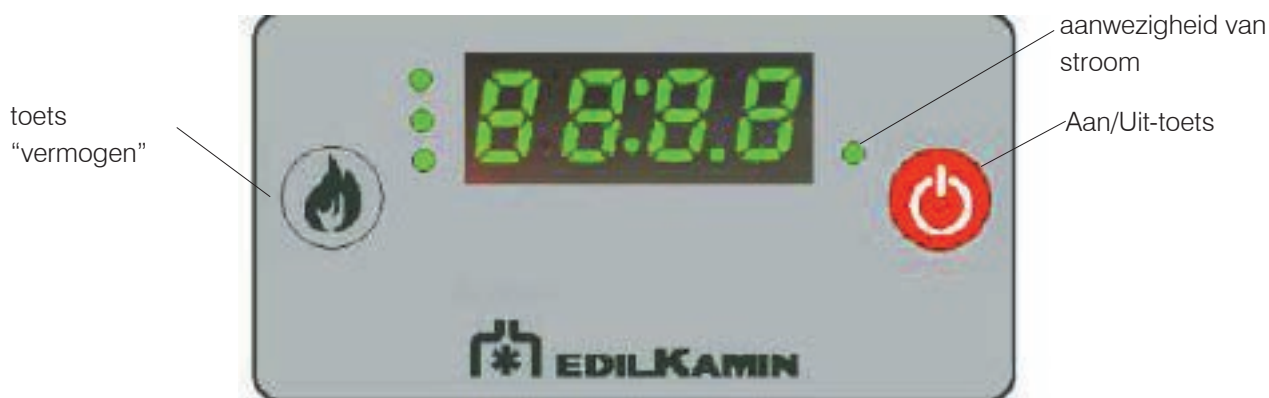 aanwezigheid van
stroom
toets
“vermogen”
Aan/Uit-toets
88:8.8
EDILKAMIN